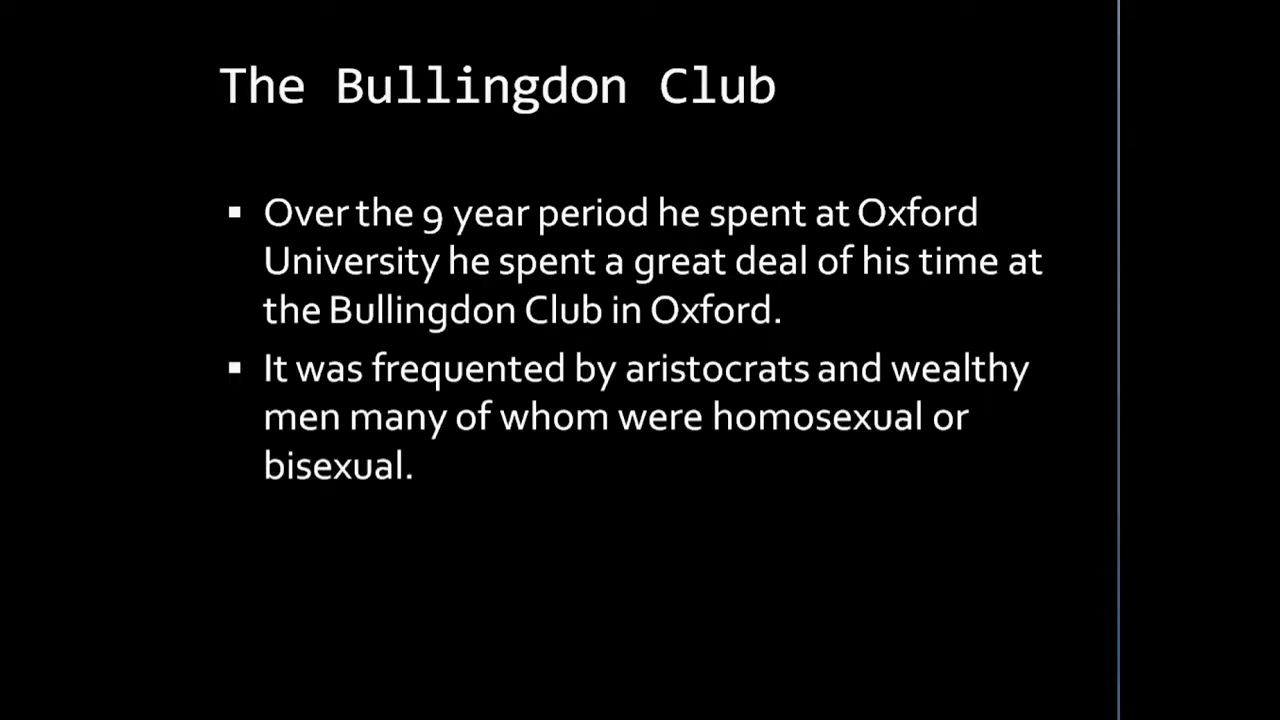 The Bullingdon Club
▪ Over the 9 year period he spent at Oxford
University he spent a great deal of his time at
the Bullingdon Club in Oxford.
▪ It was frequented by aristocrats and wealthy
men many of whom were homosexual or
bisexual.